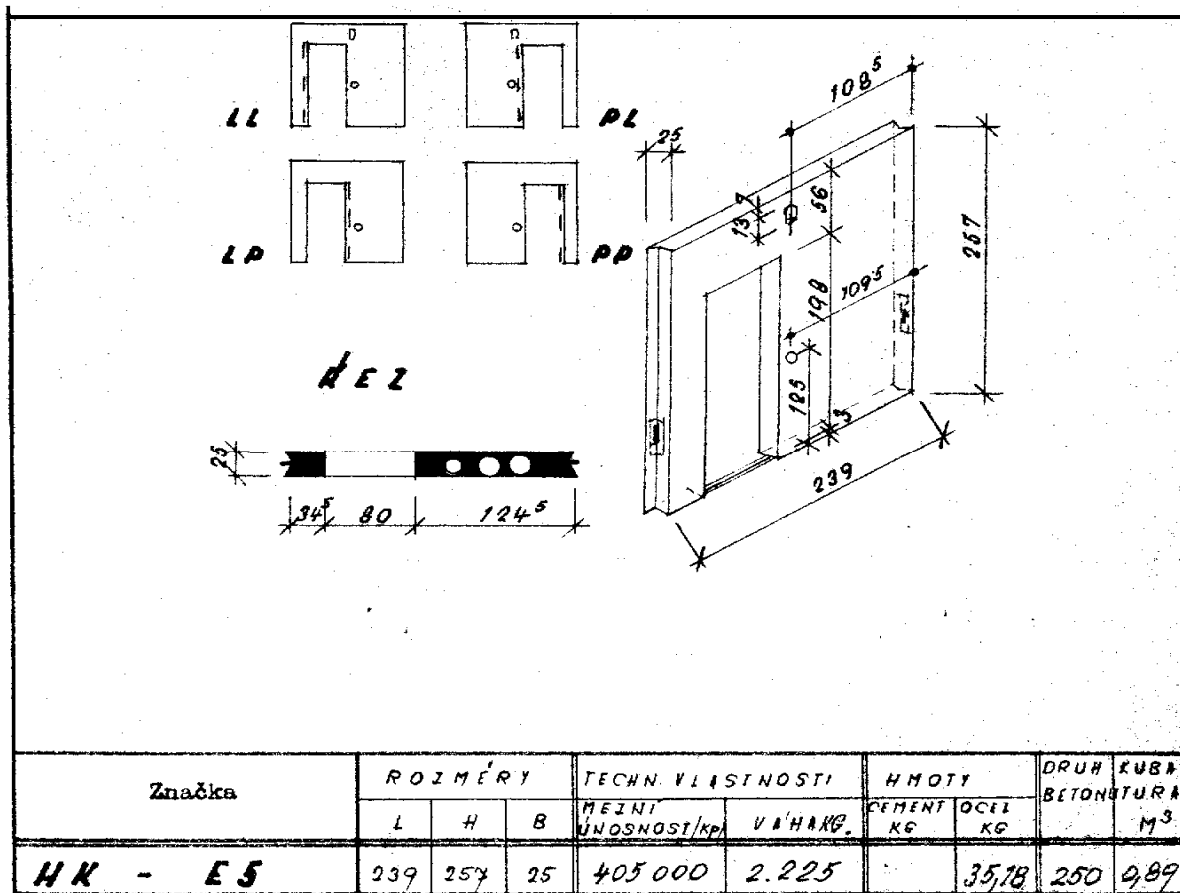 LL
PL
LP
PP
108⁵
25
7
13
56
257
198
109⁵
125
3
239
ŘEZ
25
34⁵ 80 124⁵
Značka
ROZMĚRY
TECHN. VLASTNOSTI
HMOTY
DRUH BETONU
KUBATURA M³
L
H
B
MEZNÍ ÚNOSNOST/KP/
VÁHA KG.
CEMENT KG
OCEL KG
HK - E5 239 257 25 405 000 2.225 35,18 250 0,89